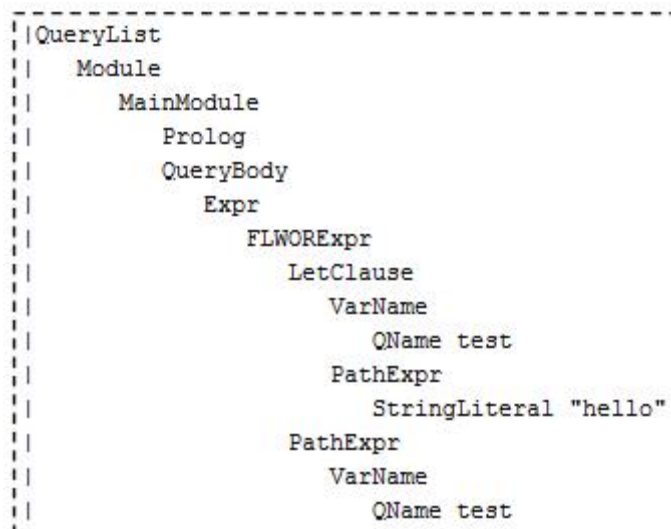 |QueryList
|   Module
|      MainModule
|         Prolog
|         QueryBody
|            Expr
|               FLWORExpr
|                  LetClause
|                     VarName
|                        QName test
|                     PathExpr
|                        StringLiteral "hello"
|                  PathExpr
|                     VarName
|                        QName test